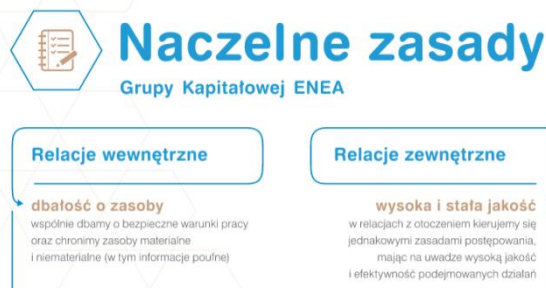 Naczelne zasady
Grupy Kapitałowej ENEA
Relacje wewnętrzne
dbałość o zasoby
wspólnie dbamy o bezpieczne warunki pracy
oraz chronimy zasoby materialne
i niematerialne (w tym informacje poufne)
Relacje zewnętrzne
wysoka i stała jakość
w relacjach z otoczeniem kierujemy się
jednakowymi zasadami postępowania,
mając na uwadze wysoką jakość
i efektywność podejmowanych działań